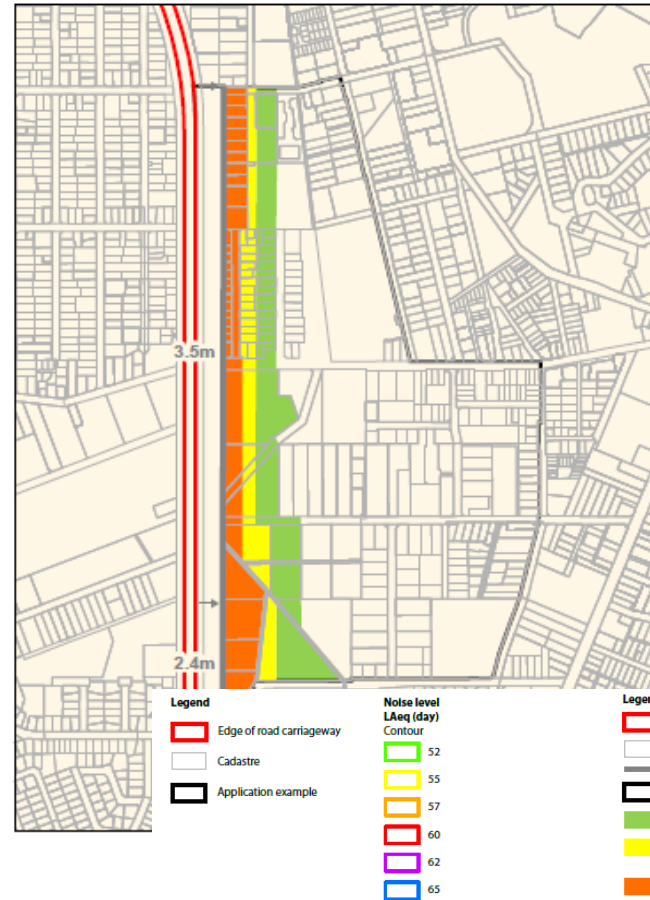 3.5m
2.4m
Legend
Edge of road carriageway
Cadastre
Application example
Noise level
LAeq (day)
Contour
52
55
57
60
62
65